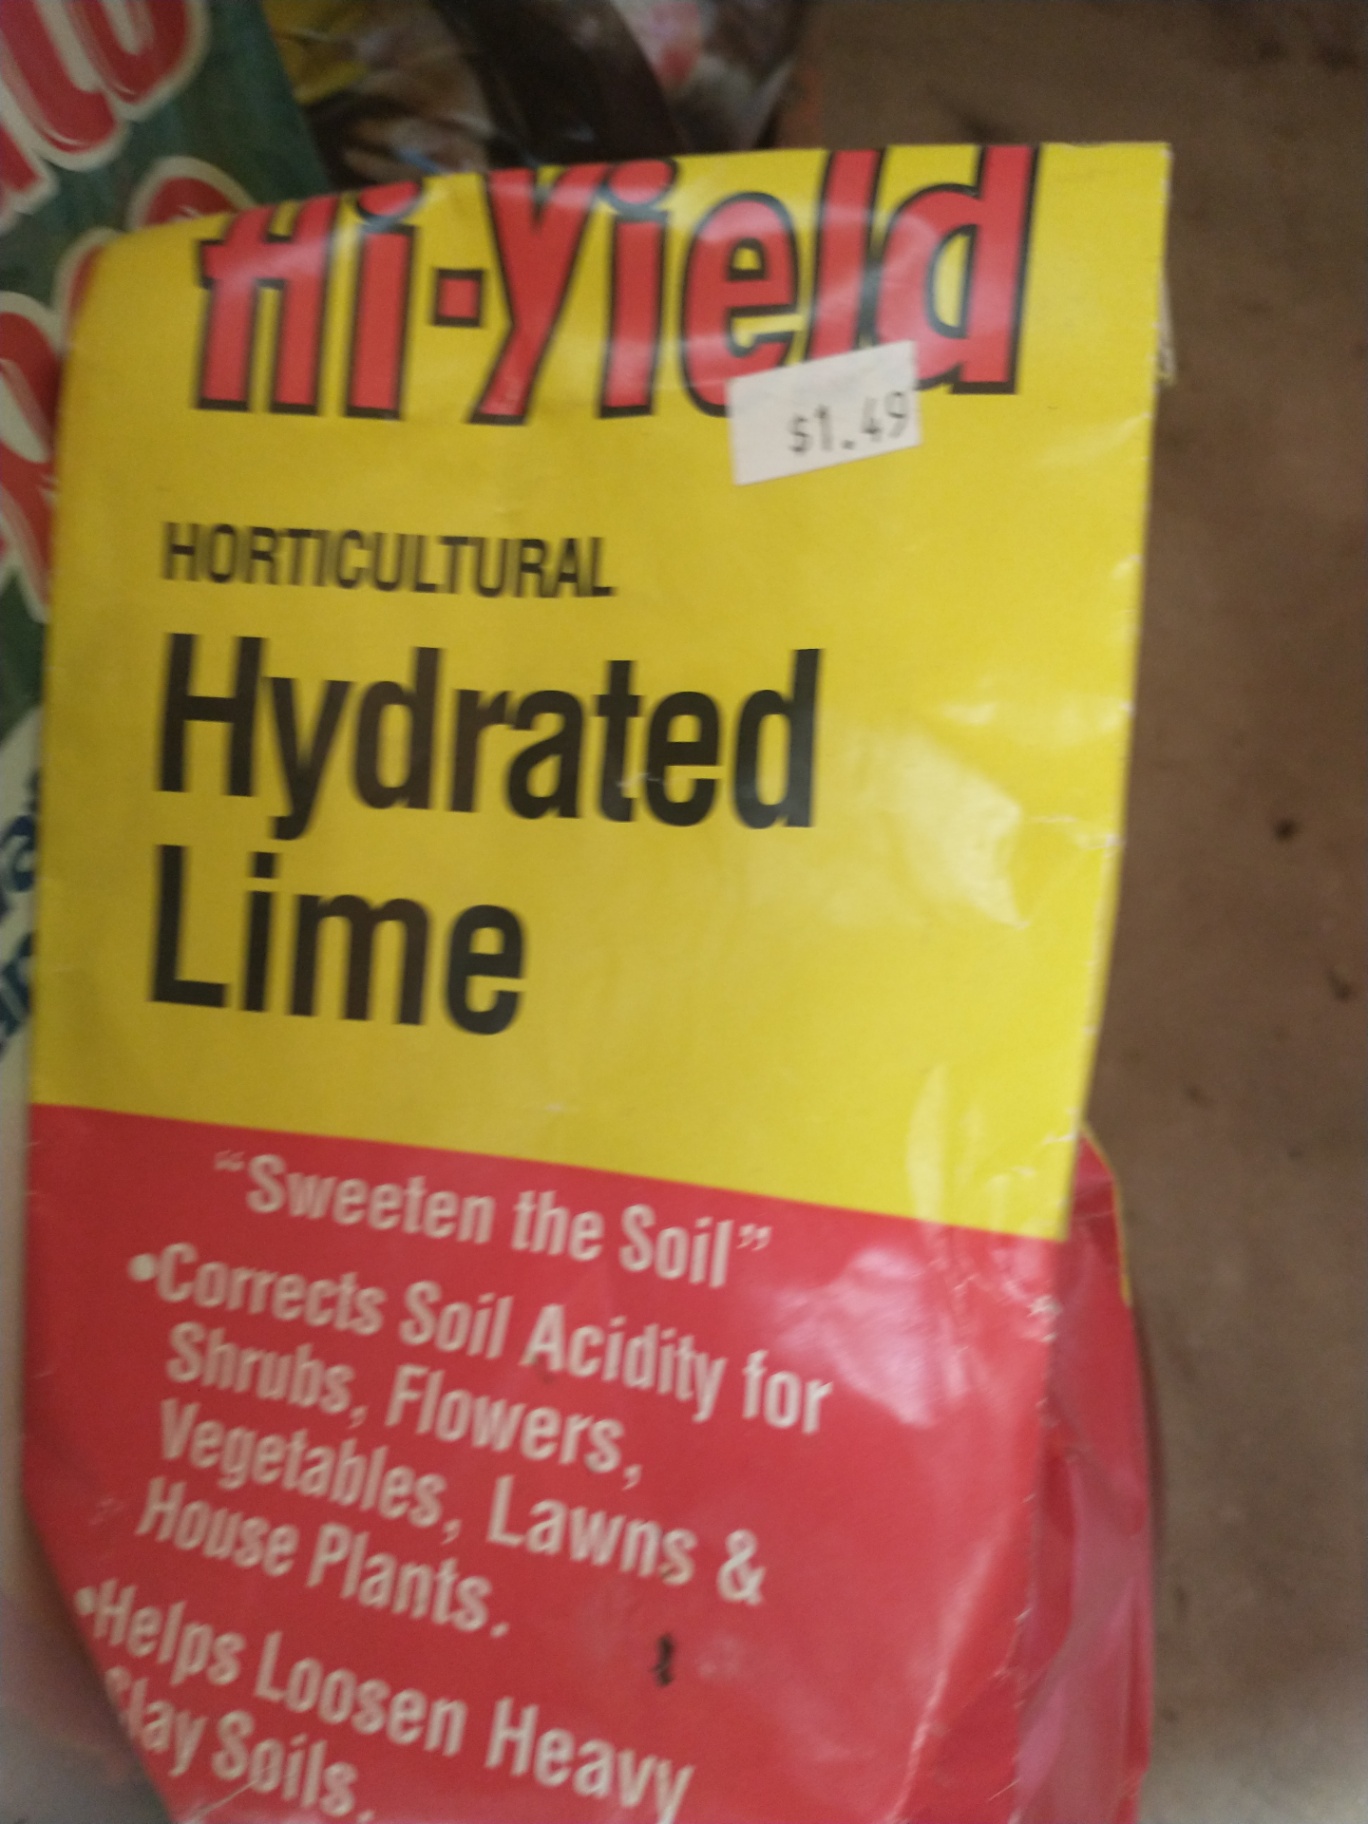 Hi-Yield
$1.49
HORTICULTURAL
Hydrated
Lime
“Sweeten the Soil”
•Corrects Soil Acidity for
Shrubs, Flowers,
Vegetables, Lawns &
House Plants.
•Helps Loosen Heavy
Clay Soils.